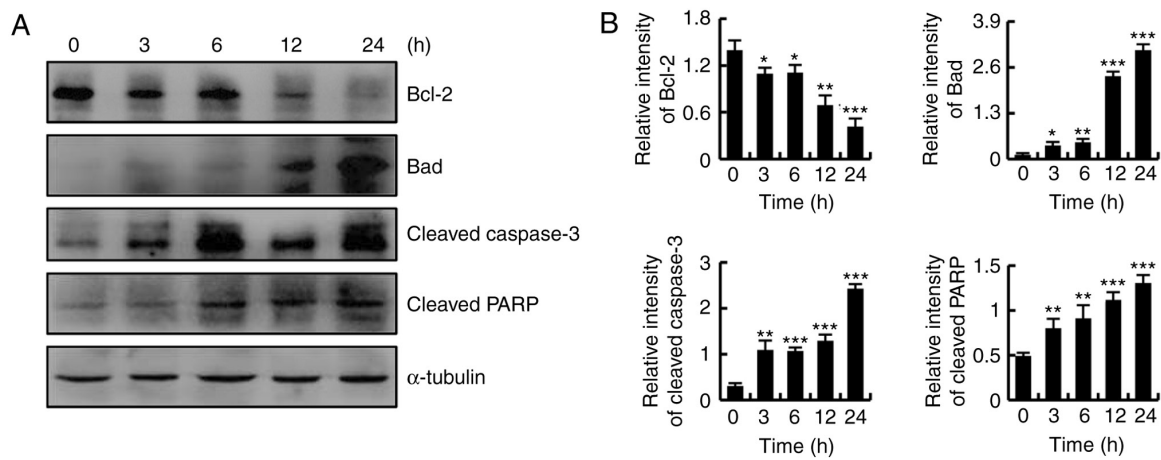 A
0 3 6 12 24 (h)
Bcl-2
Bad
Cleaved caspase-3
Cleaved PARP
α-tubulin
B
Relative intensity
of Bcl-2
1.8
1.2
0.6
0
* * ** ***
0 3 6 12 24
Time (h)
Relative intensity
of Bad
3.9
2.6
1.3
0
* ** *** ***
0 3 6 12 24
Time (h)
Relative intensity
of cleaved caspase-3
3
2
1
0
** *** *** ***
0 3 6 12 24
Time (h)
Relative intensity
of cleaved PARP
1.5
1
0.5
0
** ** *** ***
0 3 6 12 24
Time (h)